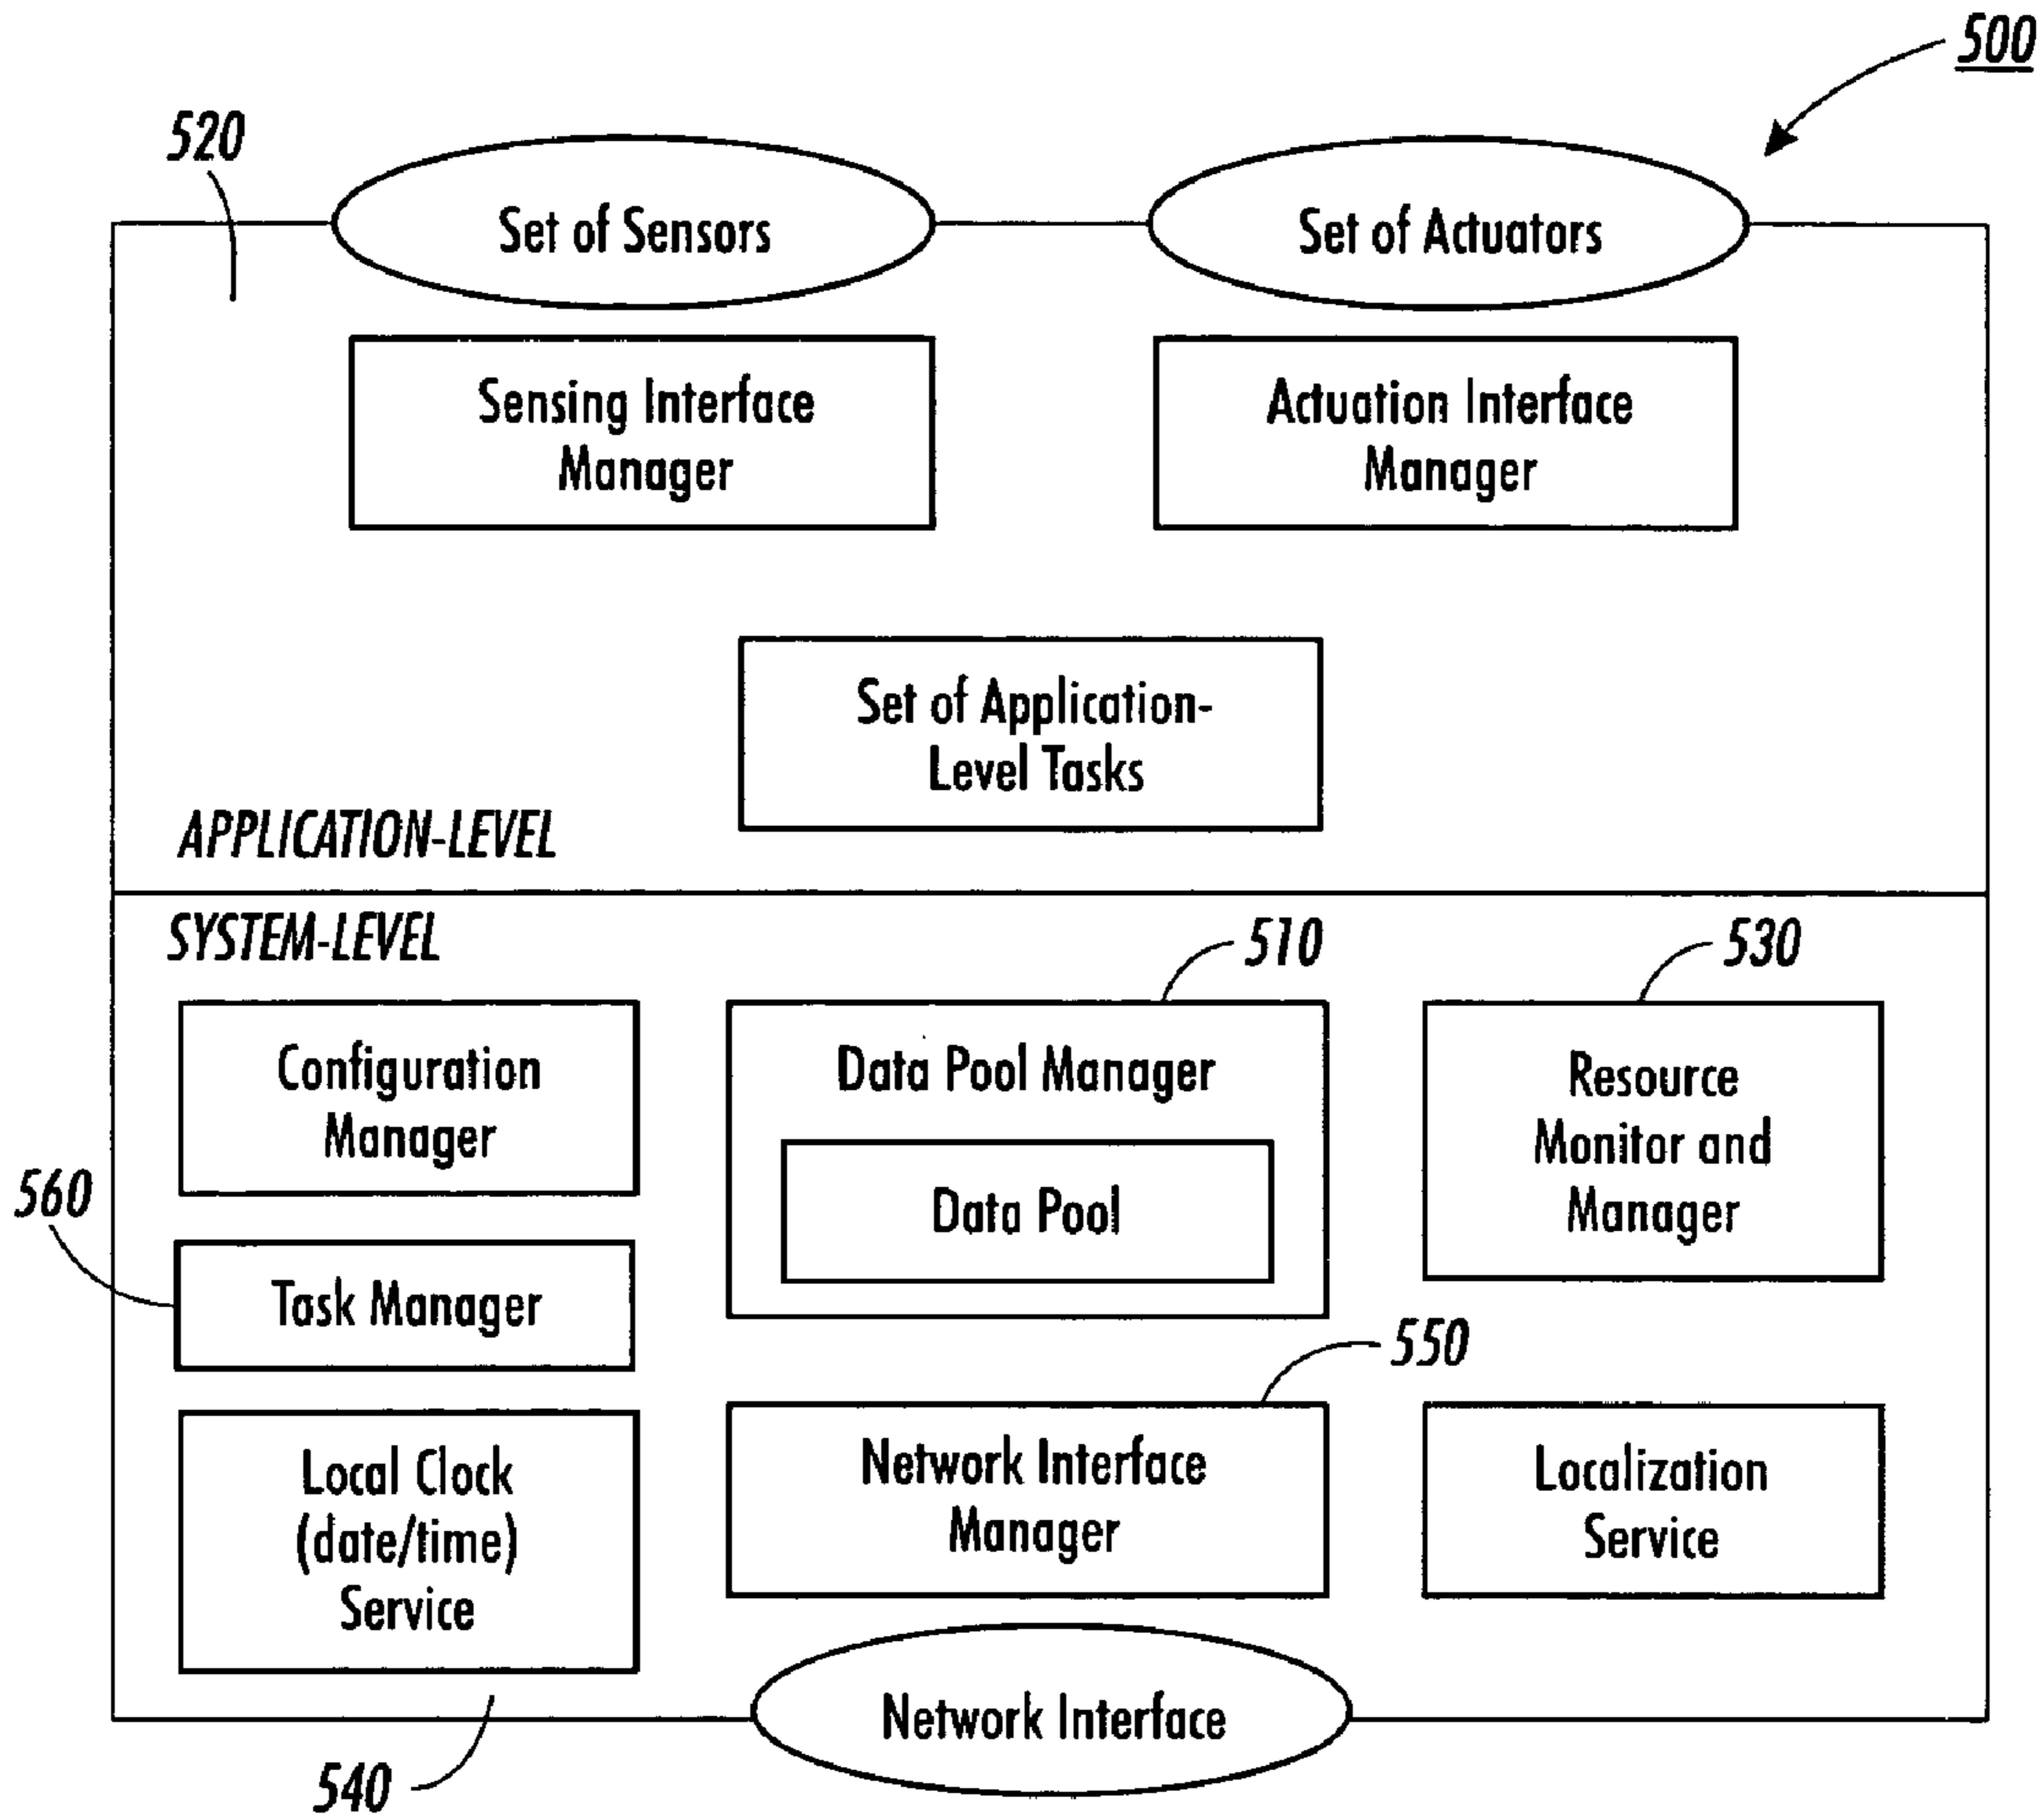 500
520
Set of Sensors
Set of Actuators
Sensing Interface
Manager
Actuation Interface
Manager
Set of Application-
Level Tasks
APPLICATION-LEVEL
SYSTEM-LEVEL
510
530
Configuration
Manager
Data Pool Manager
Data Pool
Resource
Monitor and
Manager
560
Task Manager
550
Local Clock
(date/time)
Service
Network Interface
Manager
Localization
Service
Network Interface
540